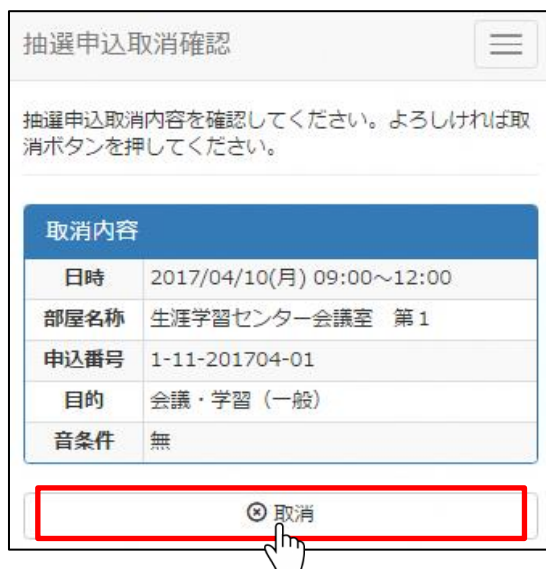 抽選申込取消確認
抽選申込取消内容を確認してください。よろしければ取
消ボタンを押してください。
取消内容
日時 2017/04/10(月) 09:00～12:00
部屋名称 生涯学習センター会議室　第１
申込番号 1-11-201704-01
目的 会議・学習（一般）
音条件 無
取消